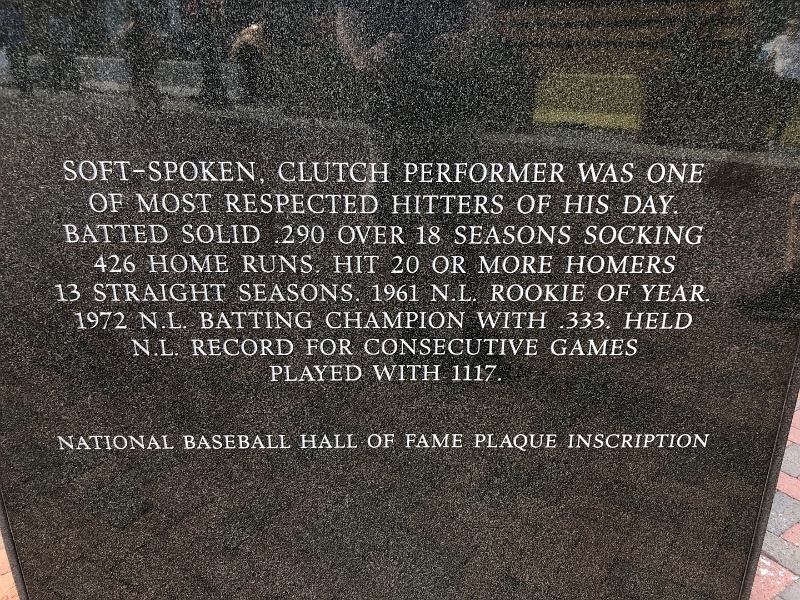 SOFT-SPOKEN, CLUTCH PERFORMER WAS ONE
OF MOST RESPECTED HITTERS OF HIS DAY.
BATTED SOLID .290 OVER 18 SEASONS SOCKING
426 HOME RUNS. HIT 20 OR MORE HOMERS
13 STRAIGHT SEASONS. 1961 N.L. ROOKIE OF YEAR.
1972 N.L. BATTING CHAMPION WITH .333. HELD
N.L. RECORD FOR CONSECUTIVE GAMES
PLAYED WITH 1117.
NATIONAL BASEBALL HALL OF FAME PLAQUE INSCRIPTION